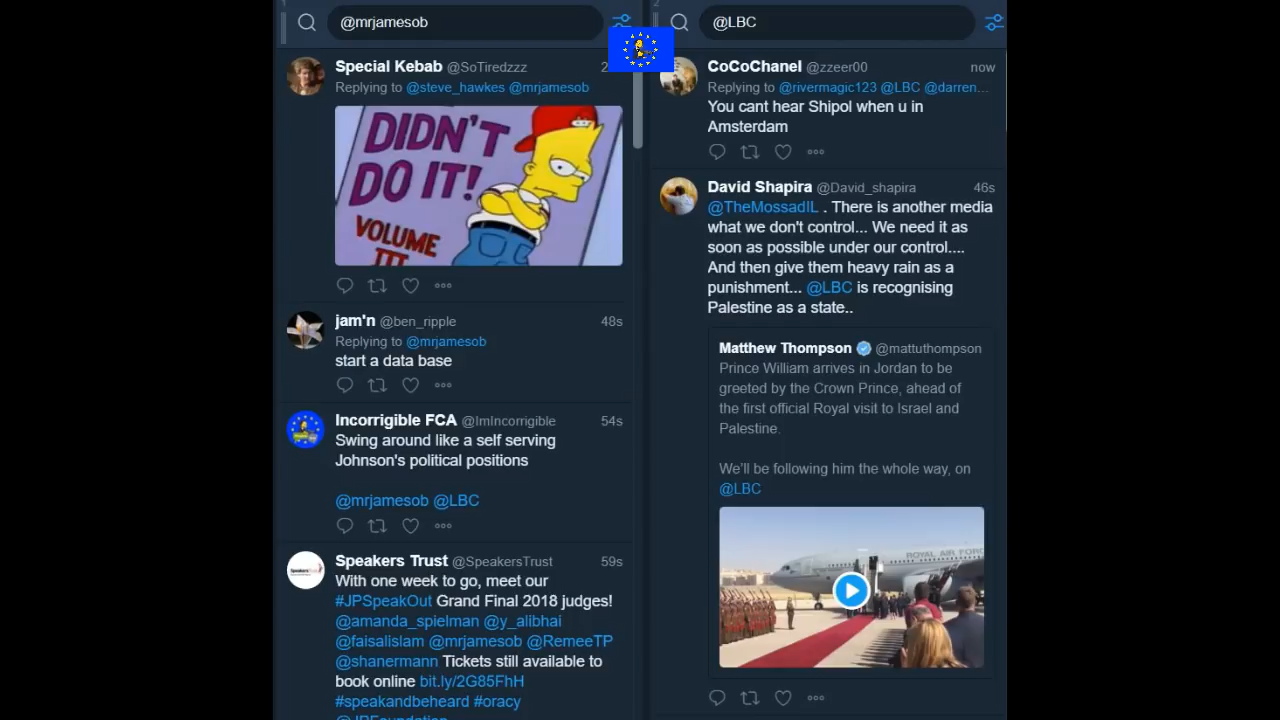 1
@mrjamesob
Special Kebab @SoTiredzzz
Replying to @steve_hawkes @mrjamesob
DIDN'T
DO IT!
VOLUME
III
jam'n @ben_ripple 48s
Replying to @mrjamesob
start a data base
Incorrigible FCA @ImIncorrigible 54s
Swing around like a self serving
Johnson's political positions
@mrjamesob @LBC
Speakers Trust @SpeakersTrust 59s
With one week to go, meet our
#JPSpeakOut Grand Final 2018 judges!
@amanda_spielman @y_alibhai
@faisalislam @mrjamesob @RemeeTP
@shanermann Tickets still available to
book online bit.ly/2G85FhH
#speakandbeheard #oracy
2
@LBC
CoCoChanel @zzeer00 now
Replying to @rivermagic123 @LBC @darren...
You cant hear Shipol when u in
Amsterdam
David Shapira @David_shapira 46s
@TheMossadIL . There is another media
what we don't control... We need it as
soon as possible under our control....
And then give them heavy rain as a
punishment... @LBC is recognising
Palestine as a state..
Matthew Thompson @mattuthompson
Prince William arrives in Jordan to be
greeted by the Crown Prince, ahead of
the first official Royal visit to Israel and
Palestine.
We'll be following him the whole way, on
@LBC
ROYAL AIR FORC